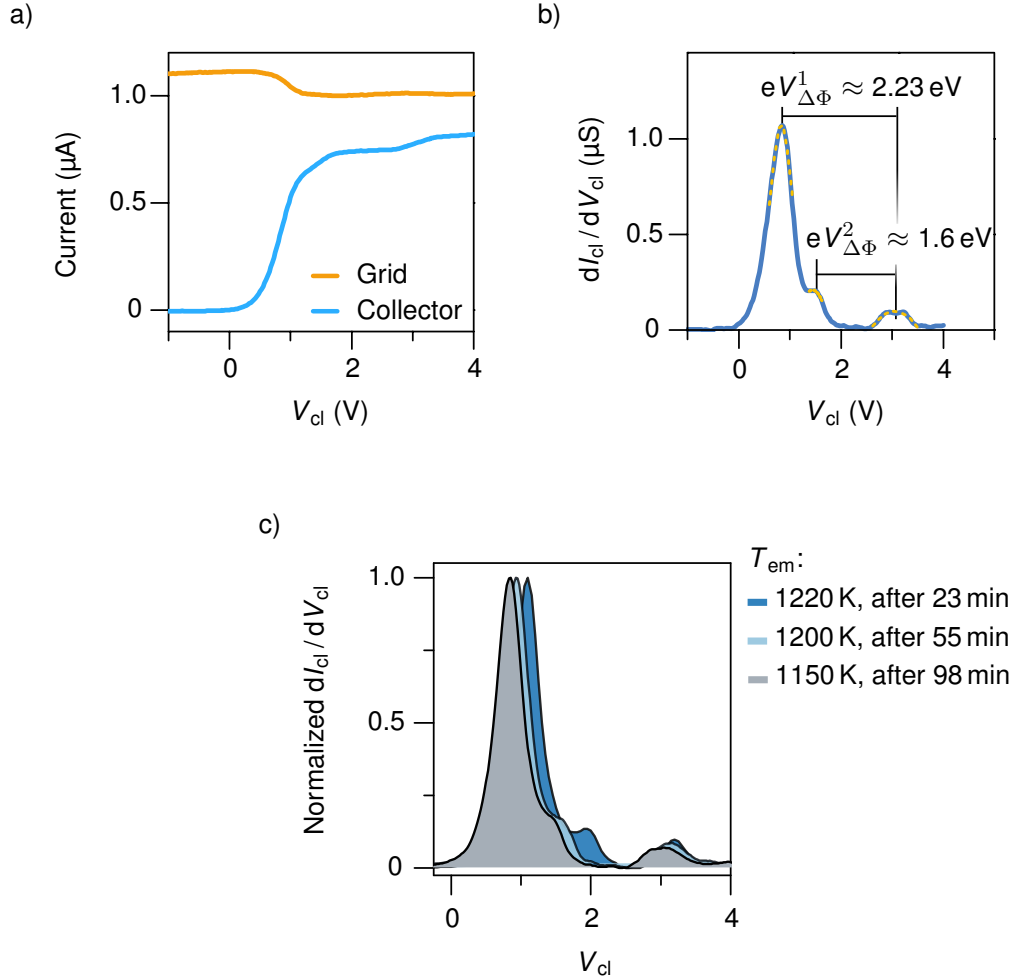 a)
Current (µA)
1.0
0.5
0
Grid
Collector
0
2
4
V_cl (V)
b)
dI_cl / dV_cl (µS)
1.0
0.5
0
eV^1_ΔΦ ≈ 2.23 eV
eV^2_ΔΦ ≈ 1.6 eV
0
2
4
V_cl (V)
c)
Normalized dI_cl / dV_cl
1.0
0.5
0
0
2
4
V_cl
T_em:
1220 K, after 23 min
1200 K, after 55 min
1150 K, after 98 min